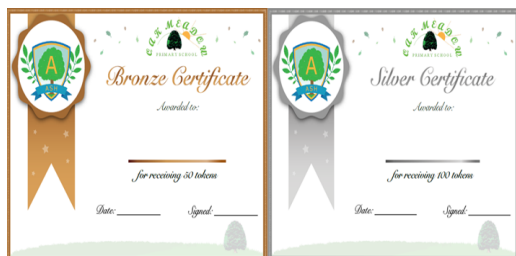 OAK MEADOW
PRIMARY SCHOOL
A
ASH
Bronze Certificate
Awarded to:
for receiving 50 tokens
Date:
Signed:
OAK MEADOW
PRIMARY SCHOOL
A
ASH
Silver Certificate
Awarded to:
for receiving 100 tokens
Date:
Signed: